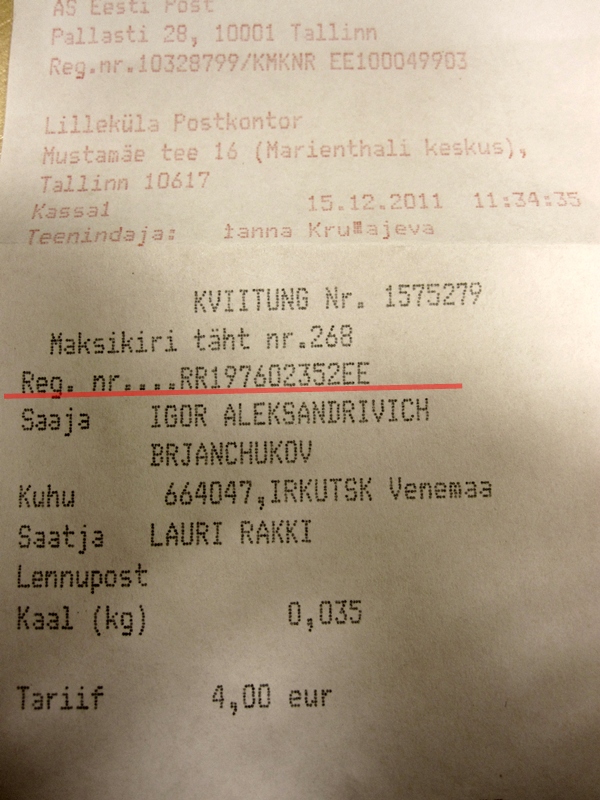 AS Eesti Post
Pallasti 28, 10001 Tallinn
Reg.nr.10328799/KMKNR EE100049903
Lilleküla Postkontor
Mustamäe tee 16 (Marienthali keskus),
Tallinn 10617
Kassa1 15.12.2011 11:34:35
Teenindaja: Žanna Krumajeva
KVIITUNG Nr. 1575279
Maksikiri täht nr.268
Reg. nr....RR197602352EE
Saaja IGOR ALEKSANDRIVICH
BRJANCHUKOV
Kuhu 664047,IRKUTSK Venemaa
Saatja LAURI RAKKI
Lennupost
Kaal (kg) 0,035
Tariif 4,00 eur